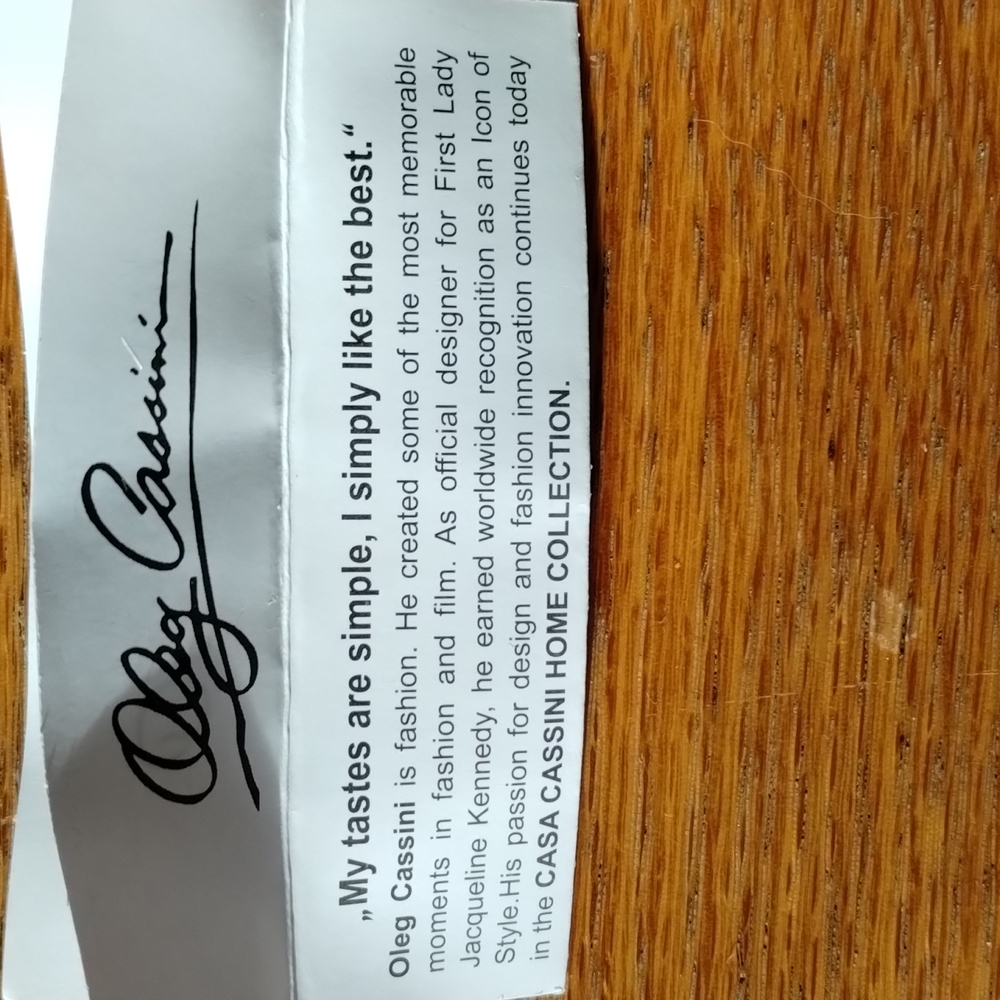 Oleg Cassini
„My tastes are simple, I simply like the best.“
Oleg Cassini is fashion. He created some of the most memorable
moments in fashion and film. As official designer for First Lady
Jacqueline Kennedy, he earned worldwide recognition as an Icon of
Style.His passion for design and fashion innovation continues today
in the CASA CASSINI HOME COLLECTION.